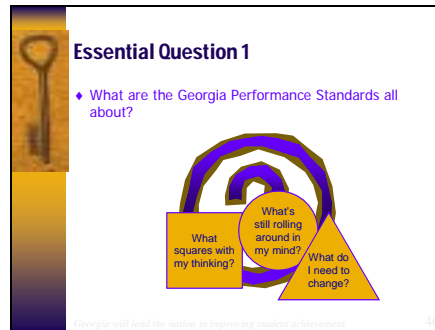 Essential Question 1
♦ What are the Georgia Performance Standards all
about?
What
squares with
my thinking?
What's
still rolling
around in
my mind?
What do
I need to
change?
Georgia will lead the nation in improving student achievement.